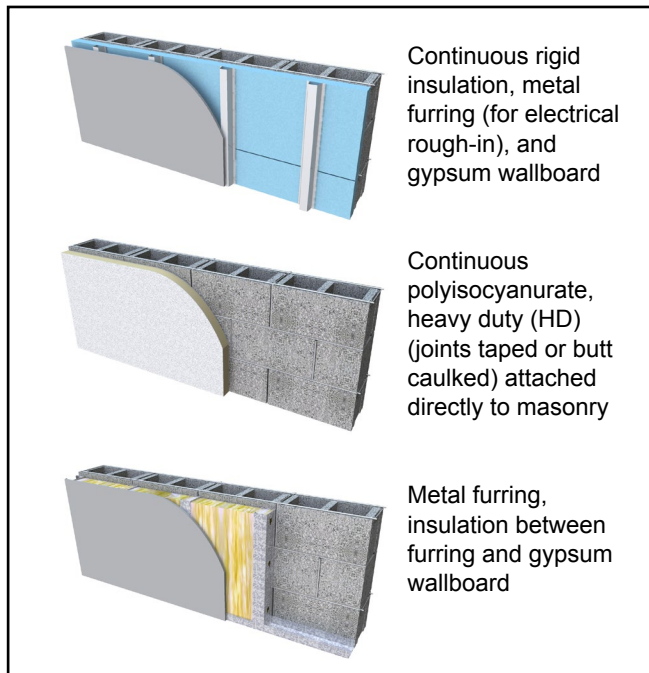 Continuous rigid
insulation, metal
furring (for electrical
rough-in), and
gypsum wallboard
Continuous
polyisocyanurate,
heavy duty (HD)
(joints taped or butt
caulked) attached
directly to masonry
Metal furring,
insulation between
furring and gypsum
wallboard